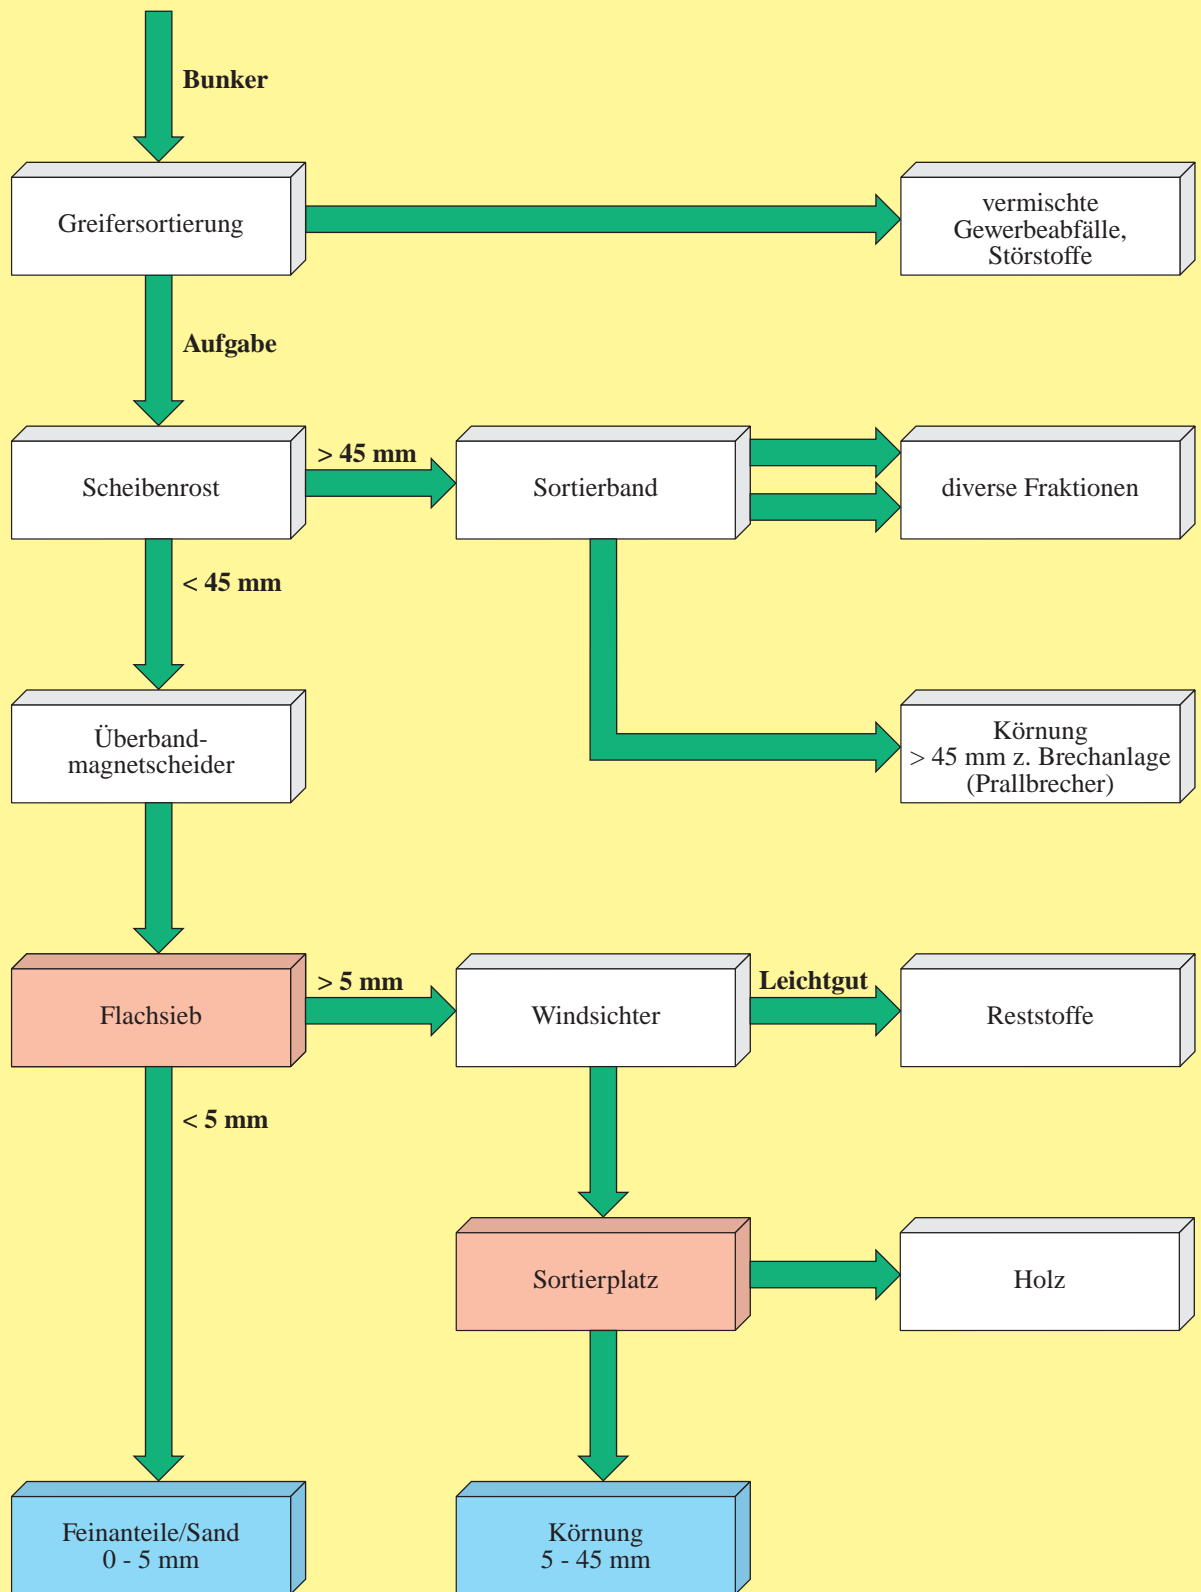 Bunker
Greifersortierung
vermischte
Gewerbeabfälle,
Störstoffe
Aufgabe
Scheibenrost
> 45 mm
Sortierband
diverse Fraktionen
< 45 mm
Überband-
magnetscheider
Körnung
> 45 mm z. Brechanlage
(Prallbrecher)
Flachsieb
> 5 mm
Windsichter
Leichtgut
Reststoffe
< 5 mm
Sortierplatz
Holz
Feinanteile/Sand
0 - 5 mm
Körnung
5 - 45 mm